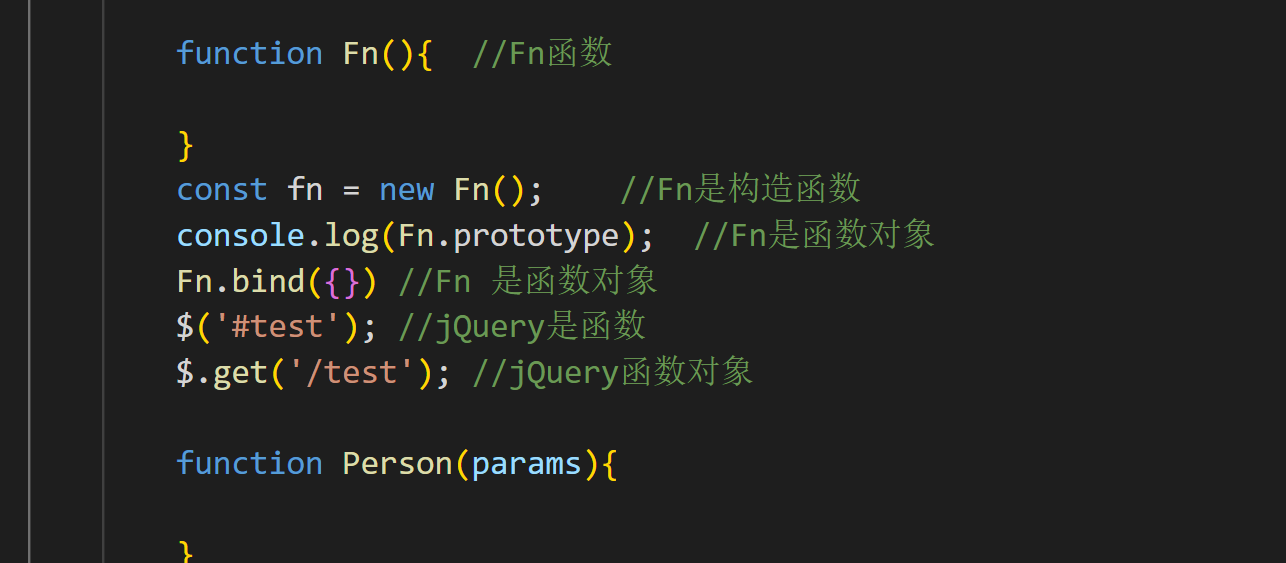 function Fn(){  //Fn函数
}
const fn = new Fn();    //Fn是构造函数
console.log(Fn.prototype);  //Fn是函数对象
Fn.bind({}) //Fn 是函数对象
$('#test'); //jQuery是函数
$.get('/test'); //jQuery函数对象
function Person(params){
}